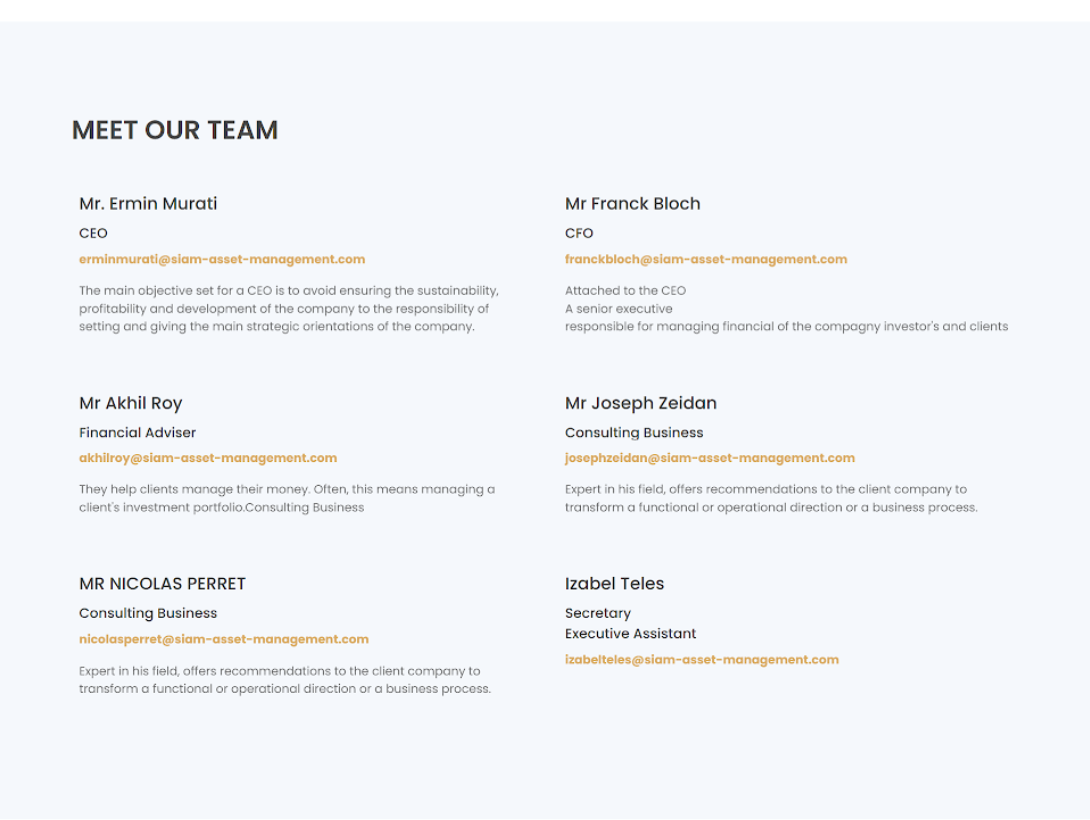 MEET OUR TEAM
Mr. Ermin Murati
CEO
erminmurati@siam-asset-management.com
The main objective set for a CEO is to avoid ensuring the sustainability,
profitability and development of the company to the responsibility of
setting and giving the main strategic orientations of the company.
Mr Franck Bloch
CFO
franckbloch@siam-asset-management.com
Attached to the CEO
A senior executive
responsible for managing financial of the compagny investor's and clients
Mr Akhil Roy
Financial Adviser
akhilroy@siam-asset-management.com
They help clients manage their money. Often, this means managing a
client's investment portfolio.Consulting Business
Mr Joseph Zeidan
Consulting Business
josephzeidan@siam-asset-management.com
Expert in his field, offers recommendations to the client company to
transform a functional or operational direction or a business process.
MR NICOLAS PERRET
Consulting Business
nicolasperret@siam-asset-management.com
Expert in his field, offers recommendations to the client company to
transform a functional or operational direction or a business process.
Izabel Teles
Secretary
Executive Assistant
izabelteles@siam-asset-management.com